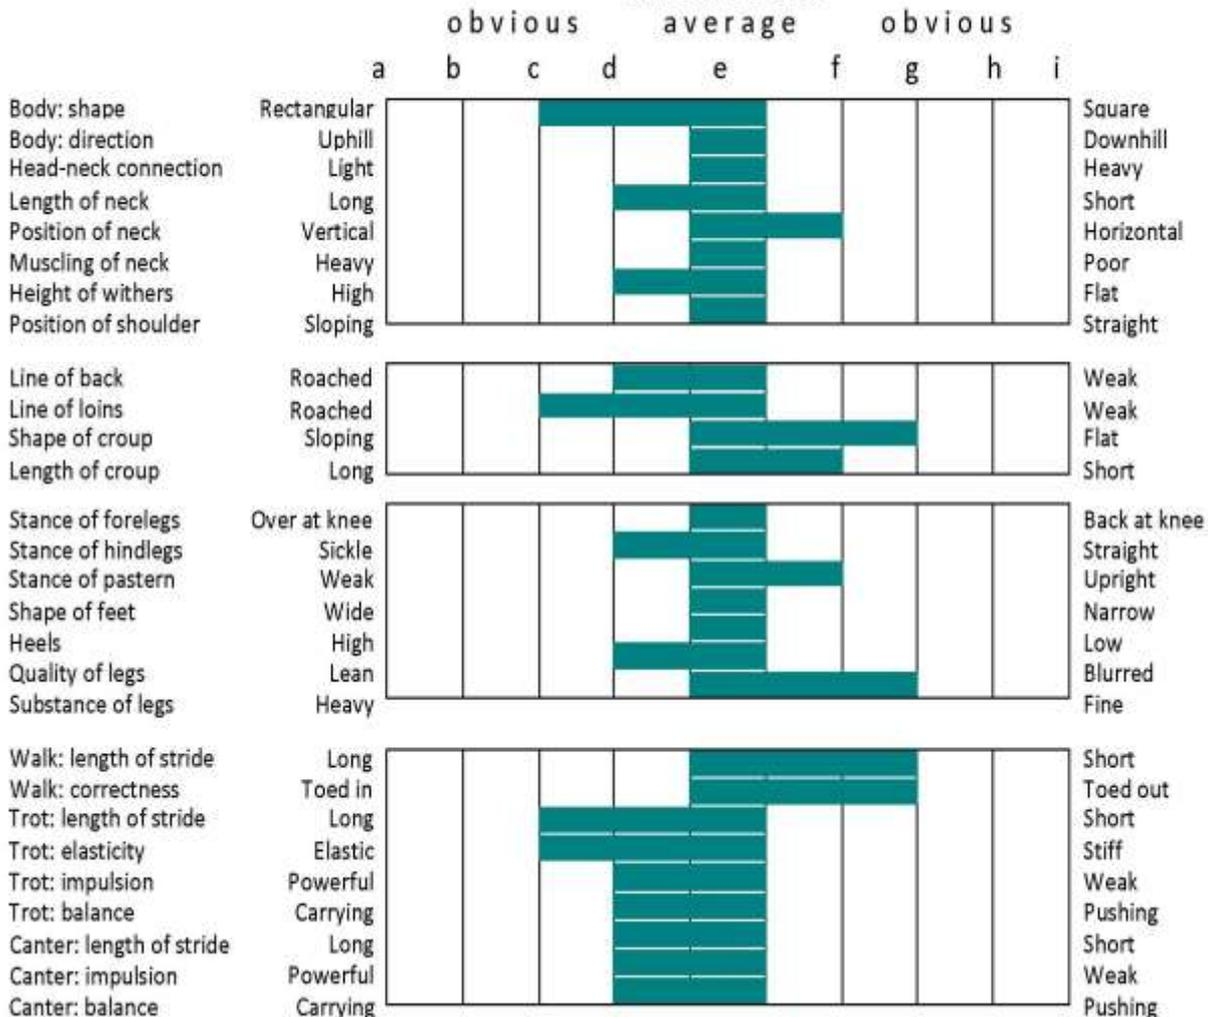 obvious average obvious
a b c d e f g h i
Body: shape Rectangular Square
Body: direction Uphill Downhill
Head-neck connection Light Heavy
Length of neck Long Short
Position of neck Vertical Horizontal
Muscling of neck Heavy Poor
Height of withers High Flat
Position of shoulder Sloping Straight
Line of back Roached Weak
Line of loins Roached Weak
Shape of croup Sloping Flat
Length of croup Long Short
Stance of forelegs Over at knee Back at knee
Stance of hindlegs Sickle Straight
Stance of pastern Weak Upright
Shape of feet Wide Narrow
Heels High Low
Quality of legs Lean Blurred
Substance of legs Heavy Fine
Walk: length of stride Long Short
Walk: correctness Toed in Toed out
Trot: length of stride Long Short
Trot: elasticity Elastic Stiff
Trot: impulsion Powerful Weak
Trot: balance Carrying Pushing
Canter: length of stride Long Short
Canter: impulsion Powerful Weak
Canter: balance Carrying Pushing